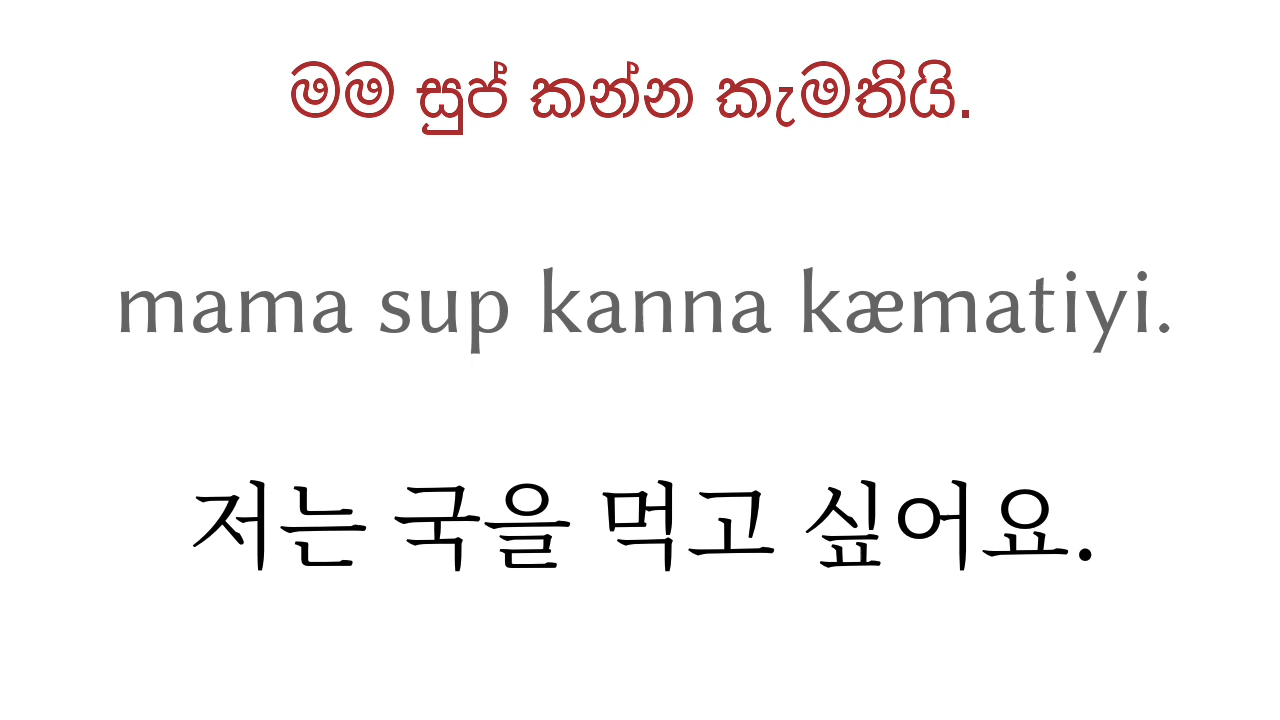 මම සුප් කන්න කැමතියි.
mama sup kanna kæmatiyi.
저는 국을 먹고 싶어요.